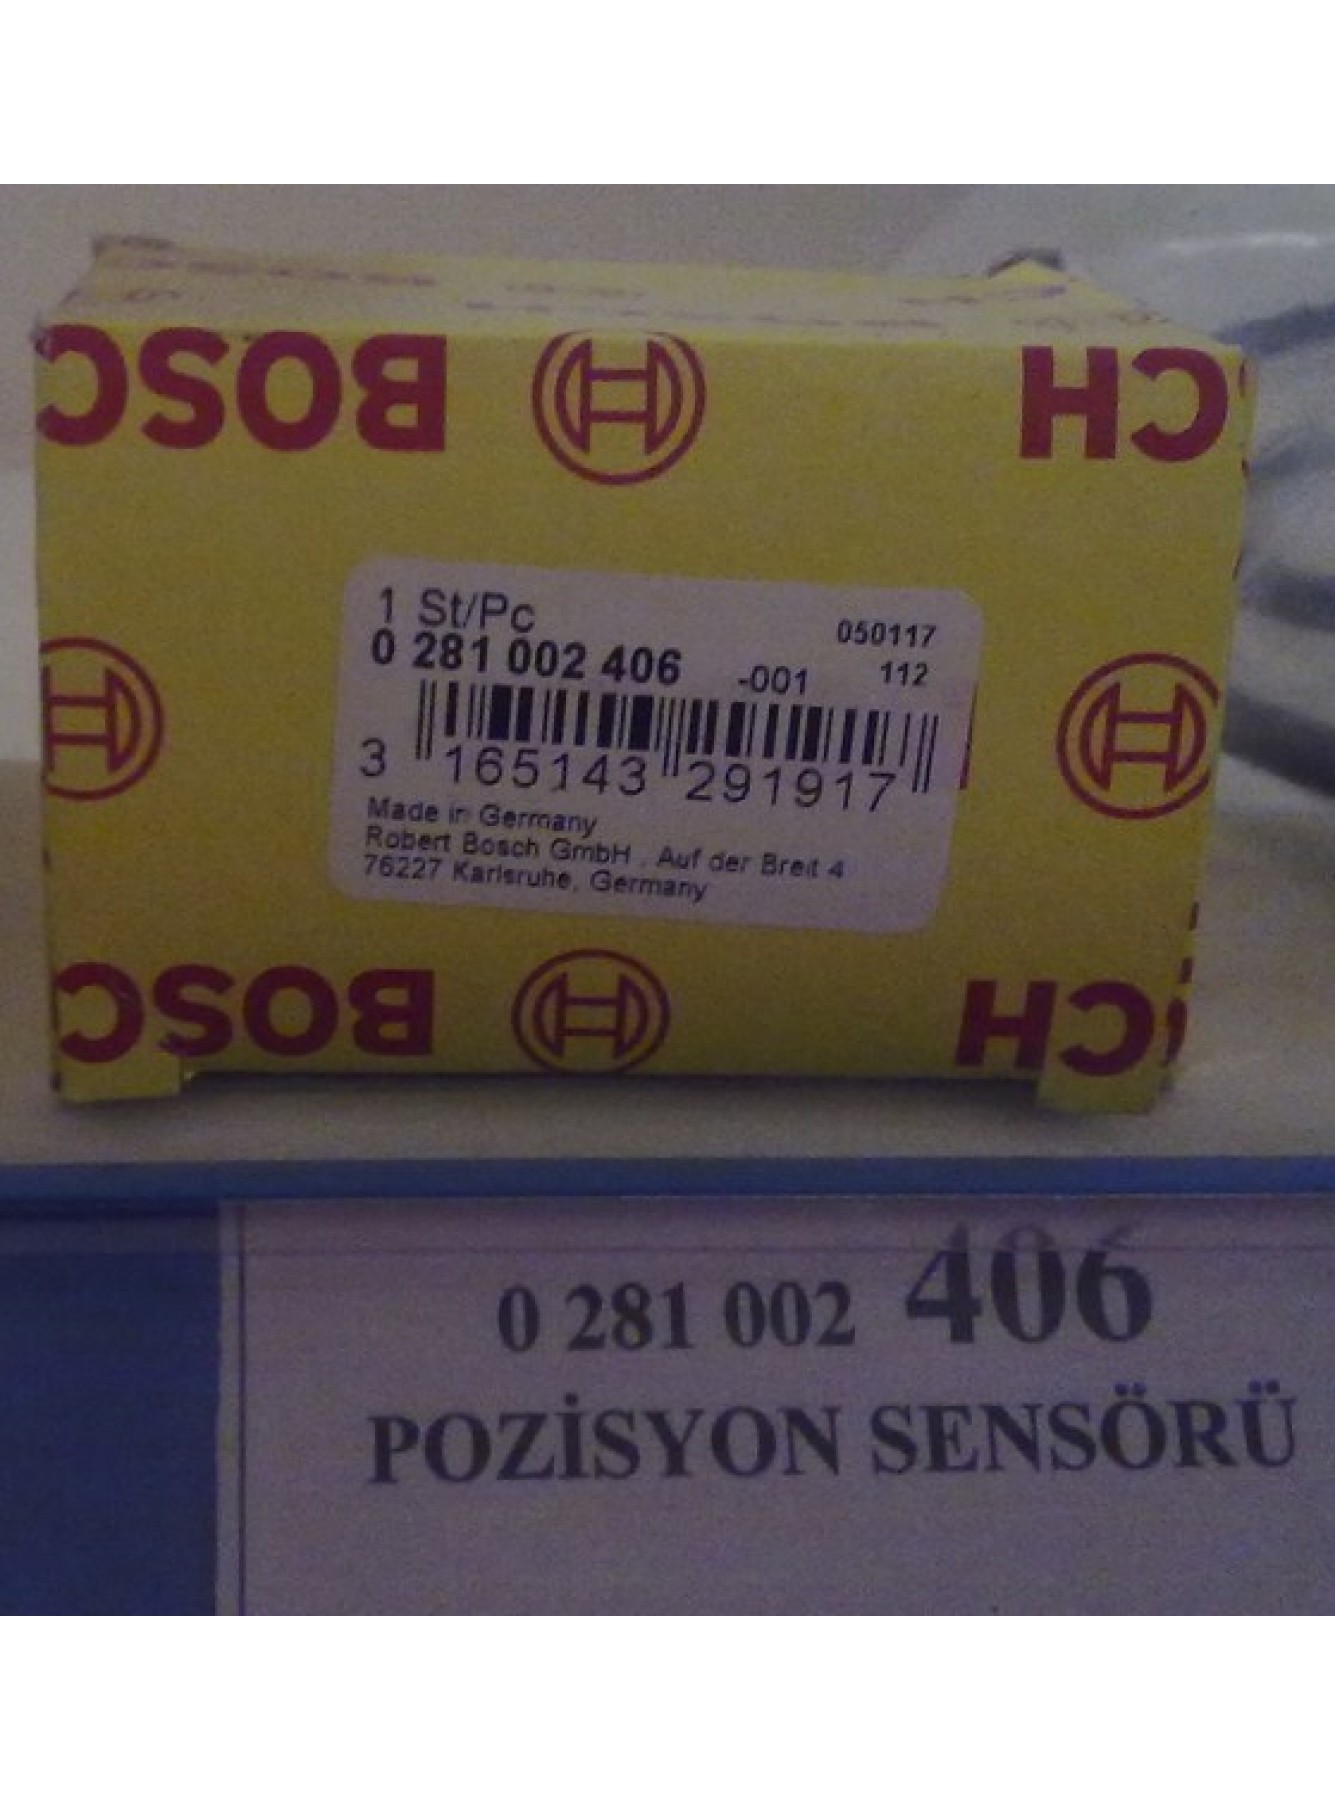 BOSC
CH
1 St/Pc
050117
0 281 002 406 -001 112
3 165143 291917
Made in Germany
Robert Bosch GmbH . Auf der Breit 4
76227 Karlsruhe, Germany
BOSC
CH
0 281 002 406
POZİSYON SENSÖRÜ